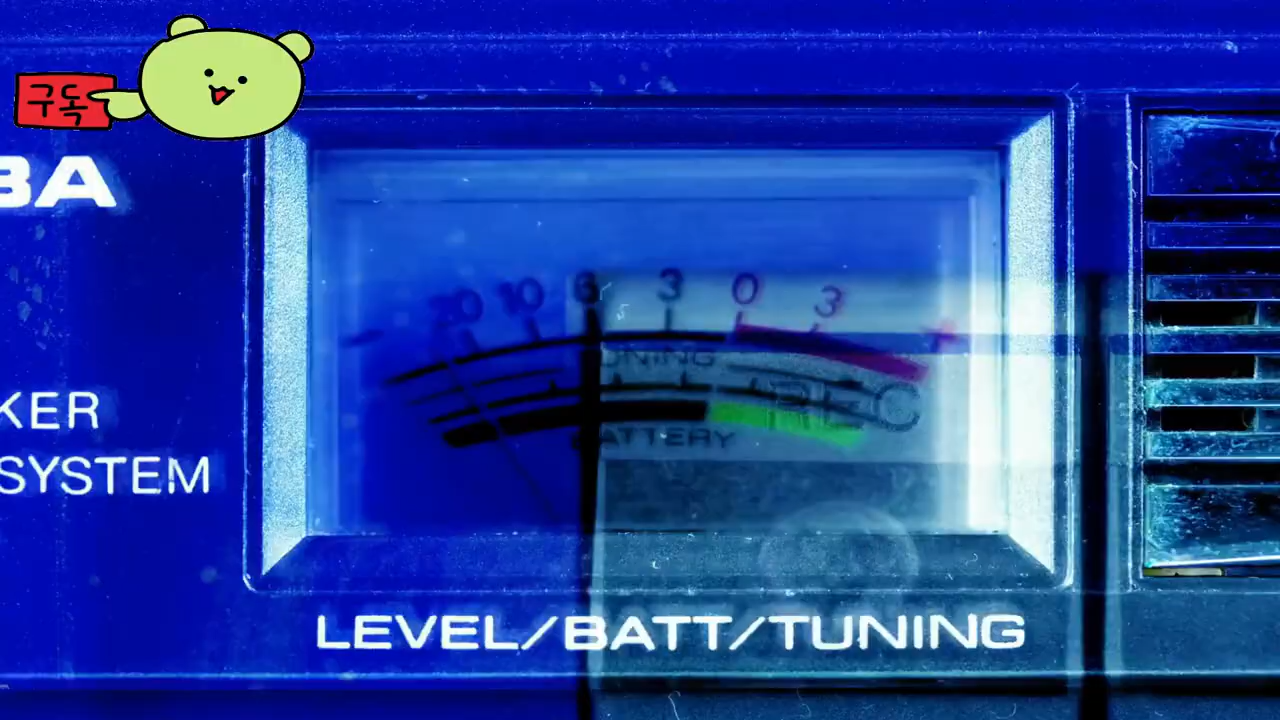 구독
BA
20 10 6 3 0 3 +
TUNING
REC
BATTERY
KER
SYSTEM
LEVEL/BATT/TUNING